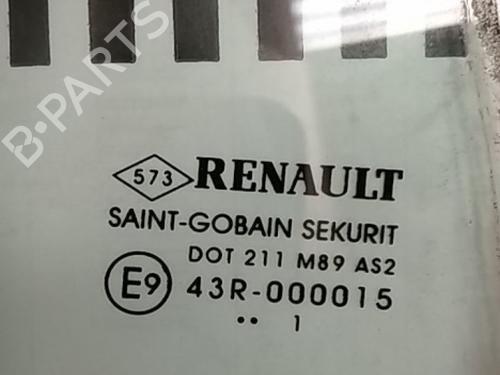 B-PARTS
573 RENAULT
SAINT-GOBAIN SEKURIT
DOT 211 M89 AS2
E9 43R-000015
•• 1